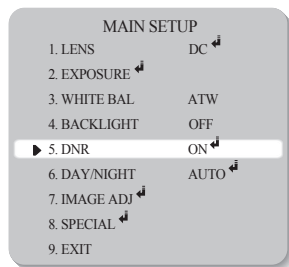 MAIN SETUP
1. LENS DC
2. EXPOSURE
3. WHITE BAL ATW
4. BACKLIGHT OFF
5. DNR ON
6. DAY/NIGHT AUTO
7. IMAGE ADJ
8. SPECIAL
9. EXIT